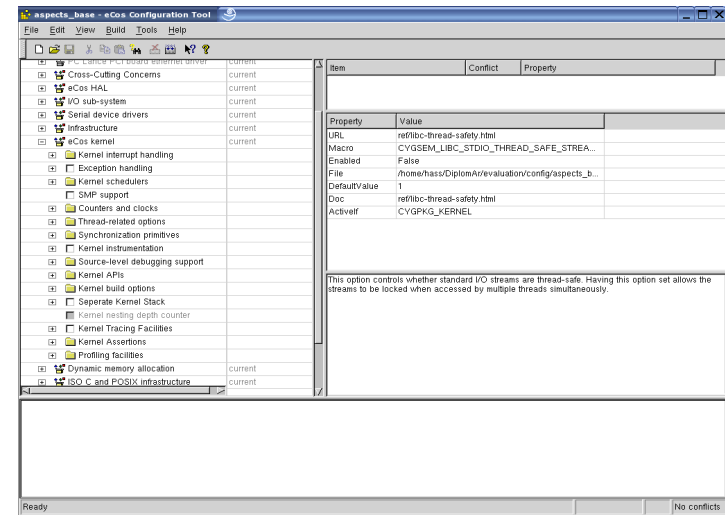 aspects_base - eCos Configuration Tool
File Edit View Build Tools Help
PC Lance PCI board ethernet driver current
Cross-Cutting Concerns current
eCos HAL current
I/O sub-system current
Serial device drivers current
Infrastructure current
eCos kernel current
Kernel interrupt handling
Exception handling
Kernel schedulers
SMP support
Counters and clocks
Thread-related options
Synchronization primitives
Kernel instrumentation
Source-level debugging support
Kernel APIs
Kernel build options
Seperate Kernel Stack
Kernel nesting depth counter
Kernel Tracing Facilities
Kernel Assertions
Profiling facilities
Dynamic memory allocation current
ISO C and POSIX infrastructure current
Item Conflict Property
Property Value
URL ref/libc-thread-safety.html
Macro CYGSEM_LIBC_STDIO_THREAD_SAFE_STREA...
Enabled False
File /home/hass/DiplomAr/evaluation/config/aspects_b...
DefaultValue 1
Doc ref/libc-thread-safety.html
ActiveIf CYGPKG_KERNEL
This option controls whether standard I/O streams are thread-safe. Having this option set allows the
streams to be locked when accessed by multiple threads simultaneously.
Ready No conflicts